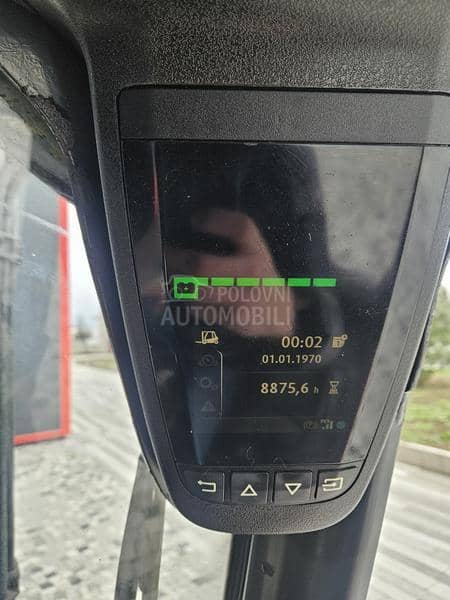 POLOVNI
AUTOMOBILI
00:02
01.01.1970
8875,6 h